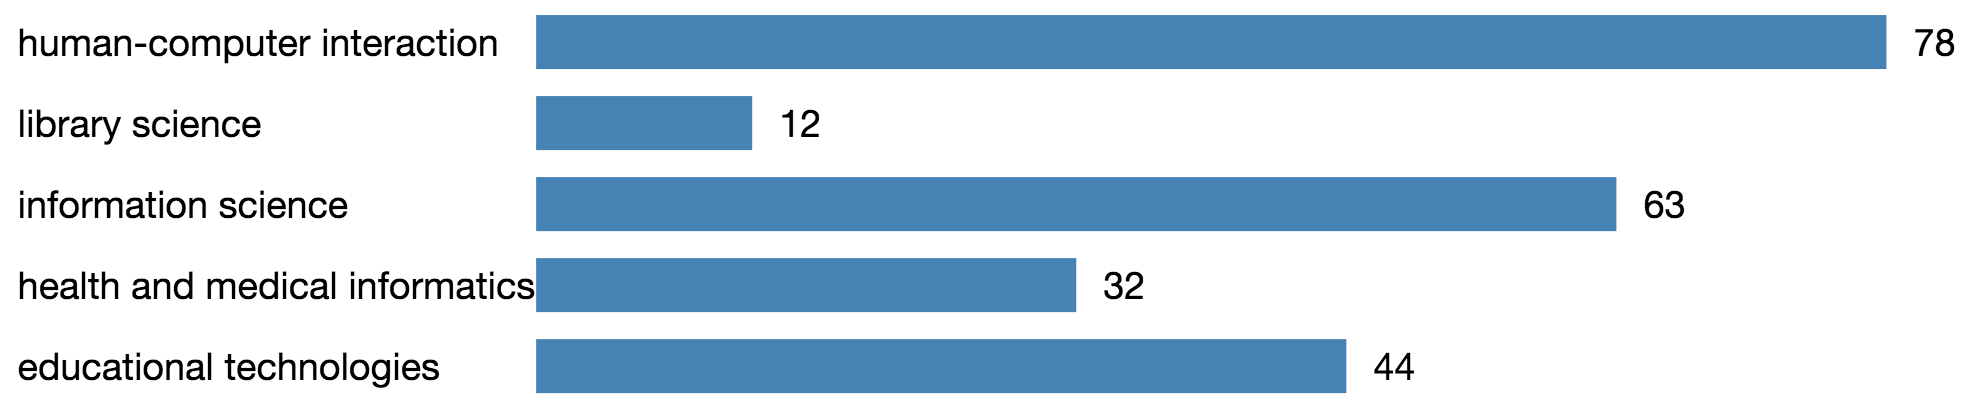 human-computer interaction 78
library science 12
information science 63
health and medical informatics 32
educational technologies 44